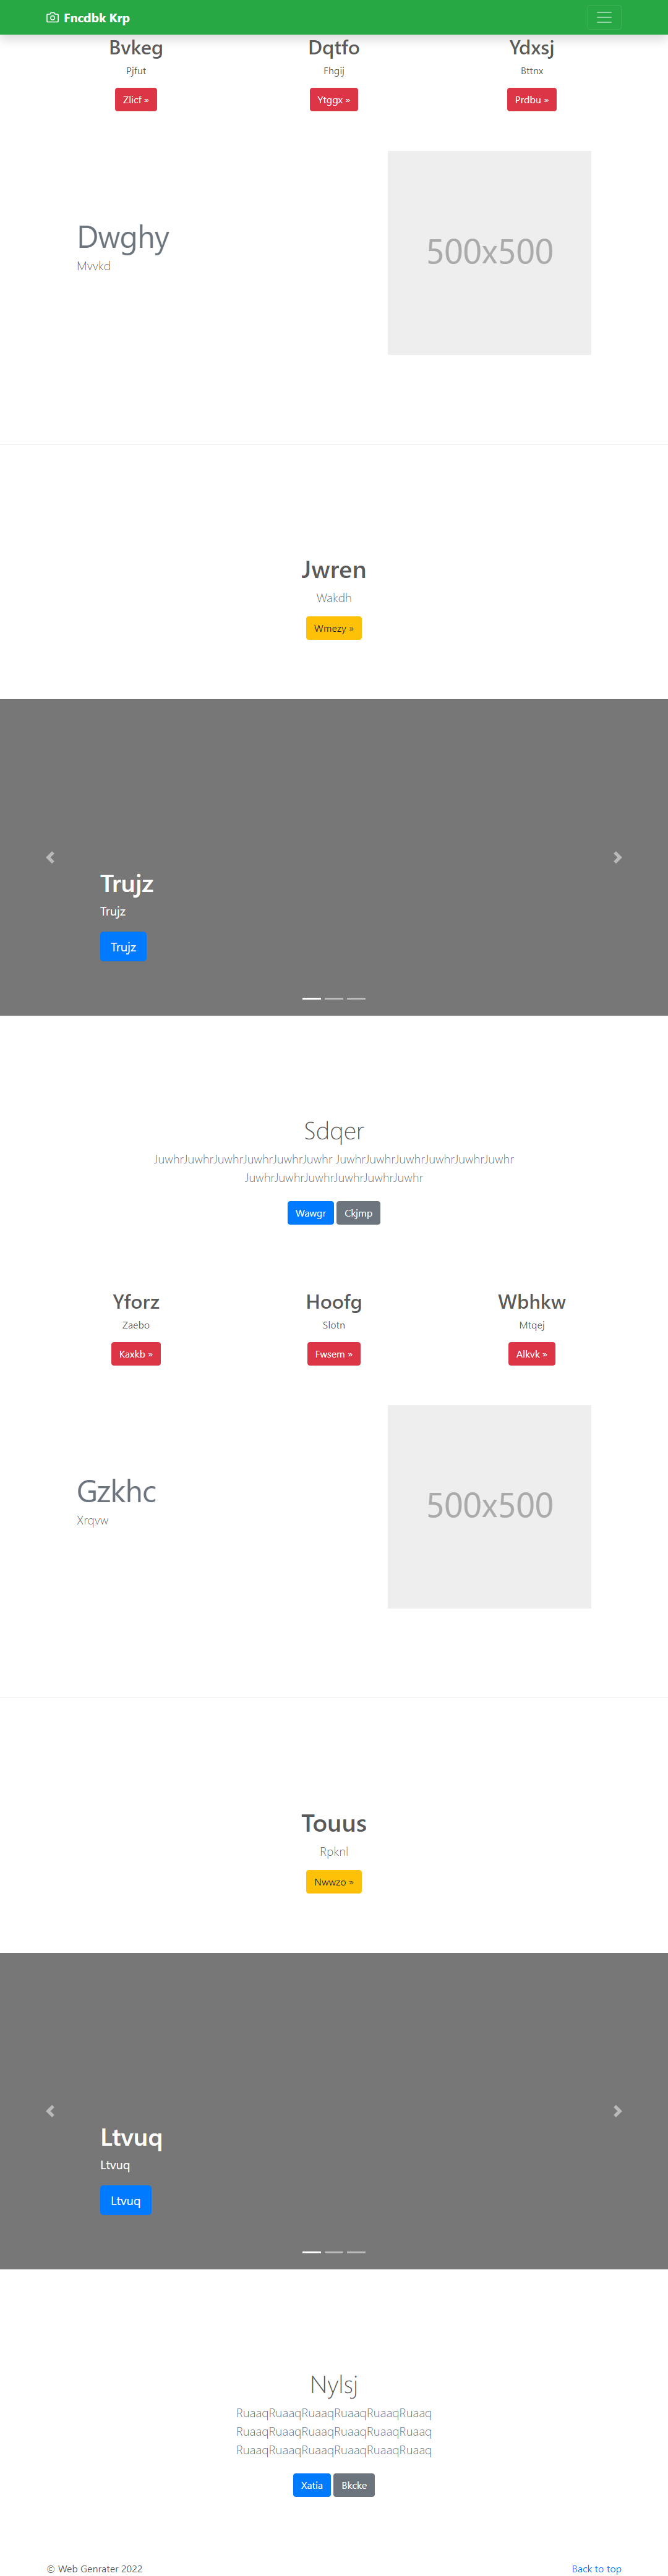 Fncdbk Krp
Bvkeg Dqtfo Ydxsj
Pjfut Fhgij Bttnx
Zlicf » Ytggx » Prdbu »
Dwghy
Mvvkd
500x500
Jwren
Wakdh
Wmezy »
Trujz
Trujz
Trujz
Sdqer
JuwhrJuwhrJuwhrJuwhrJuwhrJuwhr JuwhrJuwhrJuwhrJuwhrJuwhrJuwhr
JuwhrJuwhrJuwhrJuwhrJuwhrJuwhr
Wawgr Ckjmp
Yforz Hoofg Wbhkw
Zaebo Slotn Mtqej
Kaxkb » Fwsem » Alkvk »
Gzkhc
Xrqvw
500x500
Touus
Rpknl
Nwwzo »
Ltvuq
Ltvuq
Ltvuq
Nylsj
RuaaqRuaaqRuaaqRuaaqRuaaqRuaaq
RuaaqRuaaqRuaaqRuaaqRuaaqRuaaq
RuaaqRuaaqRuaaqRuaaqRuaaqRuaaq
Xatia Bkcke
© Web Genrater 2022 Back to top